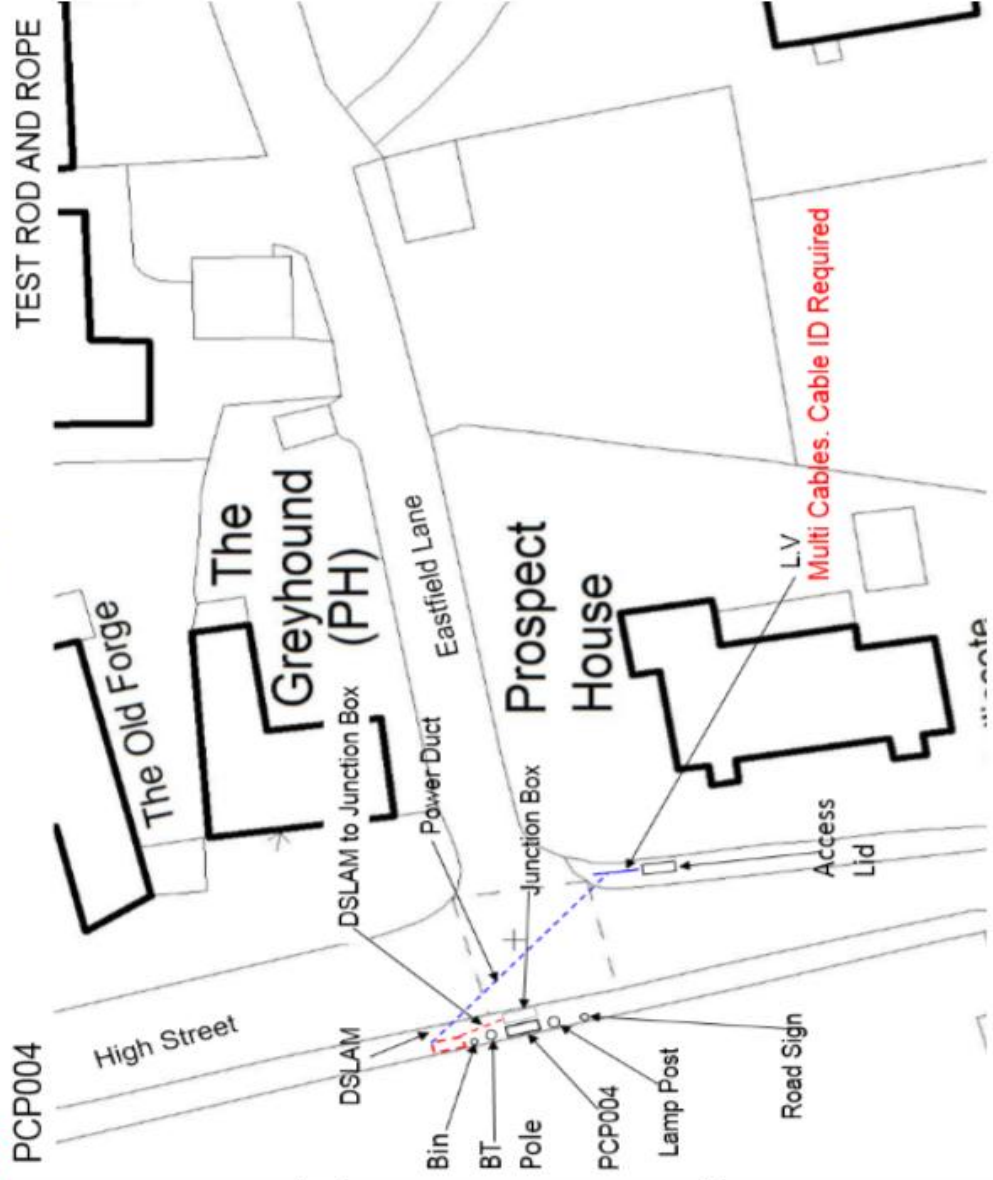 PCP004
TEST ROD AND ROPE
High Street
The Old Forge
The
Greyhound
(PH)
Eastfield Lane
DSLAM
DSLAM to Junction Box
Power Duct
Bin
BT
Pole
Junction Box
Prospect
House
PCP004
Lamp Post
Road Sign
Access
Lid
L.V
Multi Cables. Cable ID Required